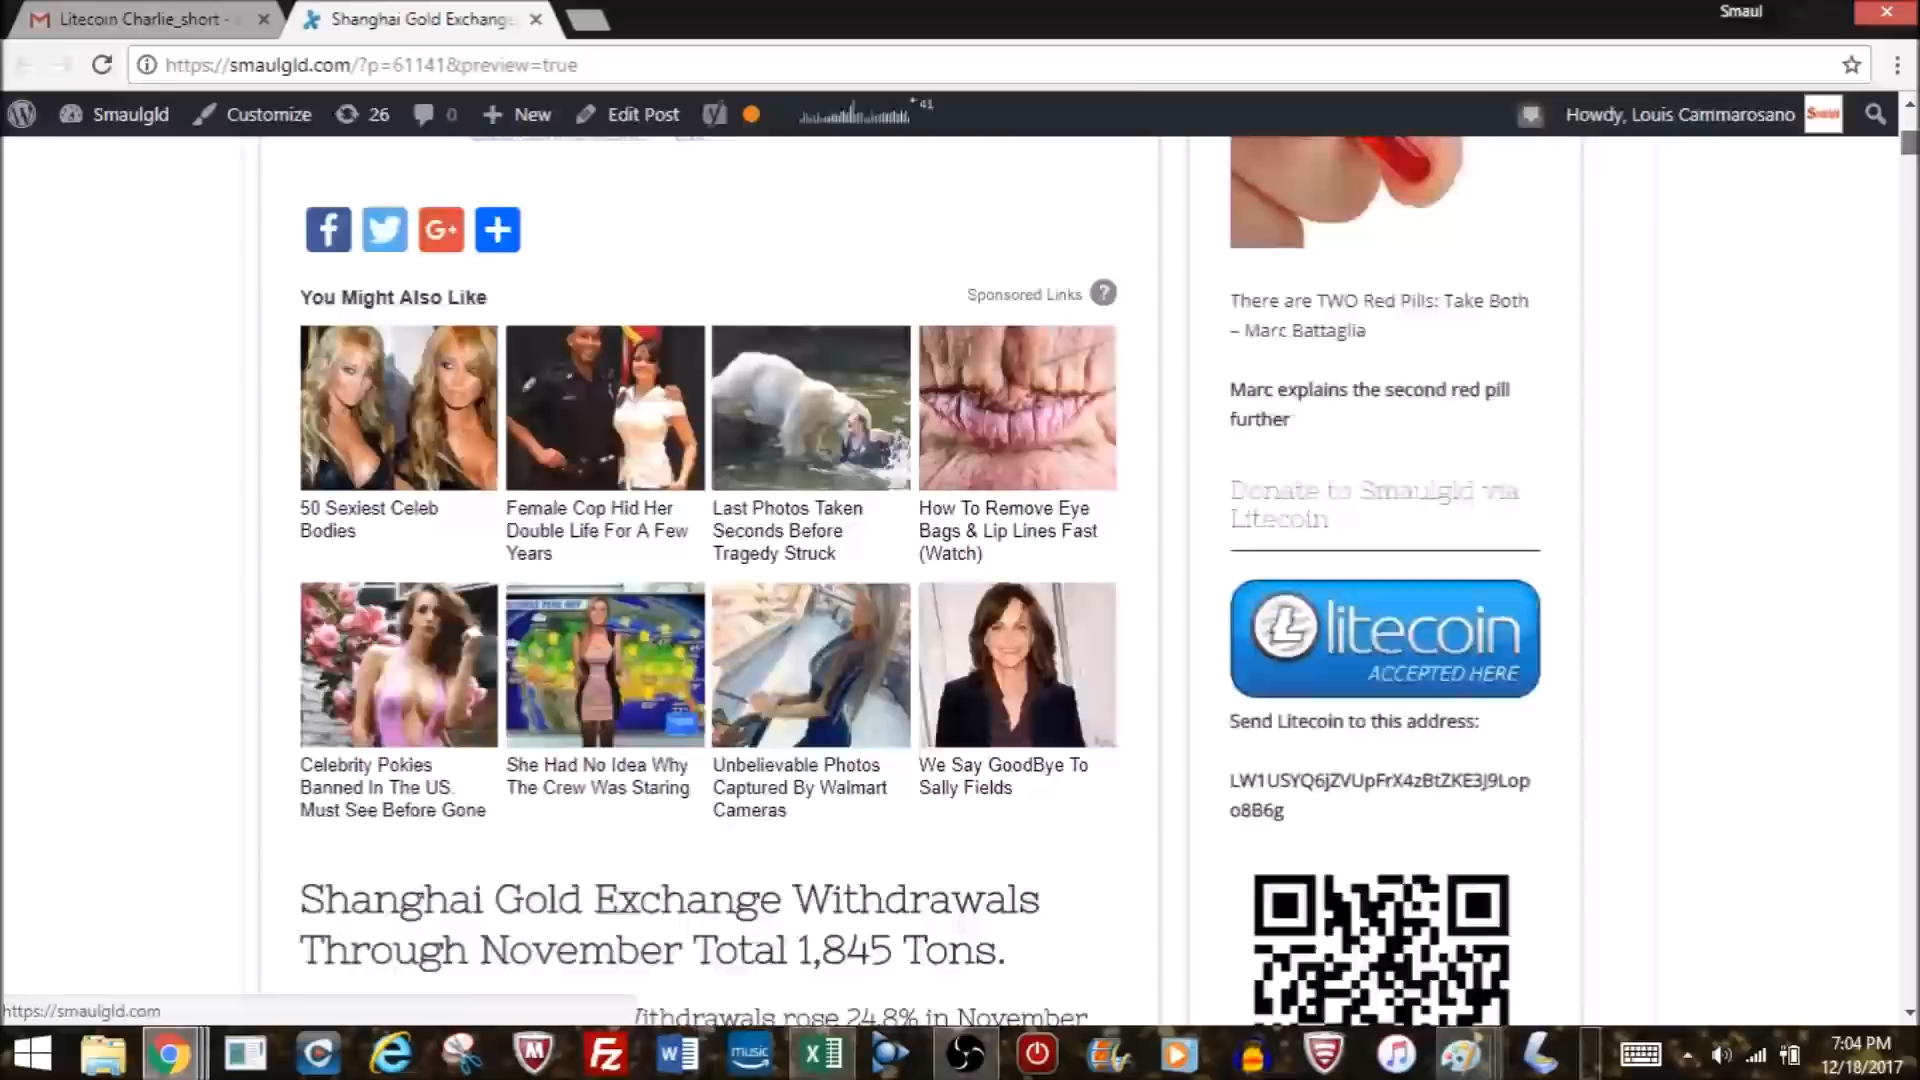 Litecoin Charlie_short -
Shanghai Gold Exchange
Smaul
https://smaulgld.com/?p=61141&preview=true
Smaulgld
Customize
26
0
New
Edit Post
41
Howdy, Louis Cammarosano
You Might Also Like
Sponsored Links
50 Sexiest Celeb
Bodies
Female Cop Hid Her
Double Life For A Few
Years
Last Photos Taken
Seconds Before
Tragedy Struck
How To Remove Eye
Bags & Lip Lines Fast
(Watch)
Celebrity Pokies
Banned In The US.
Must See Before Gone
She Had No Idea Why
The Crew Was Staring
Unbelievable Photos
Captured By Walmart
Cameras
We Say GoodBye To
Sally Fields
Shanghai Gold Exchange Withdrawals
Through November Total 1,845 Tons.
ithdrawals rose 24.8% in November
There are TWO Red Pills: Take Both
– Marc Battaglia
Marc explains the second red pill
further
Donate to Smaulgld via
Litecoin
litecoin
ACCEPTED HERE
Send Litecoin to this address:
LW1USYQ6jZVUpFrX4zBtZKE3J9Lop
o8B6g
https://smaulgld.com
music
7:04 PM
12/18/2017